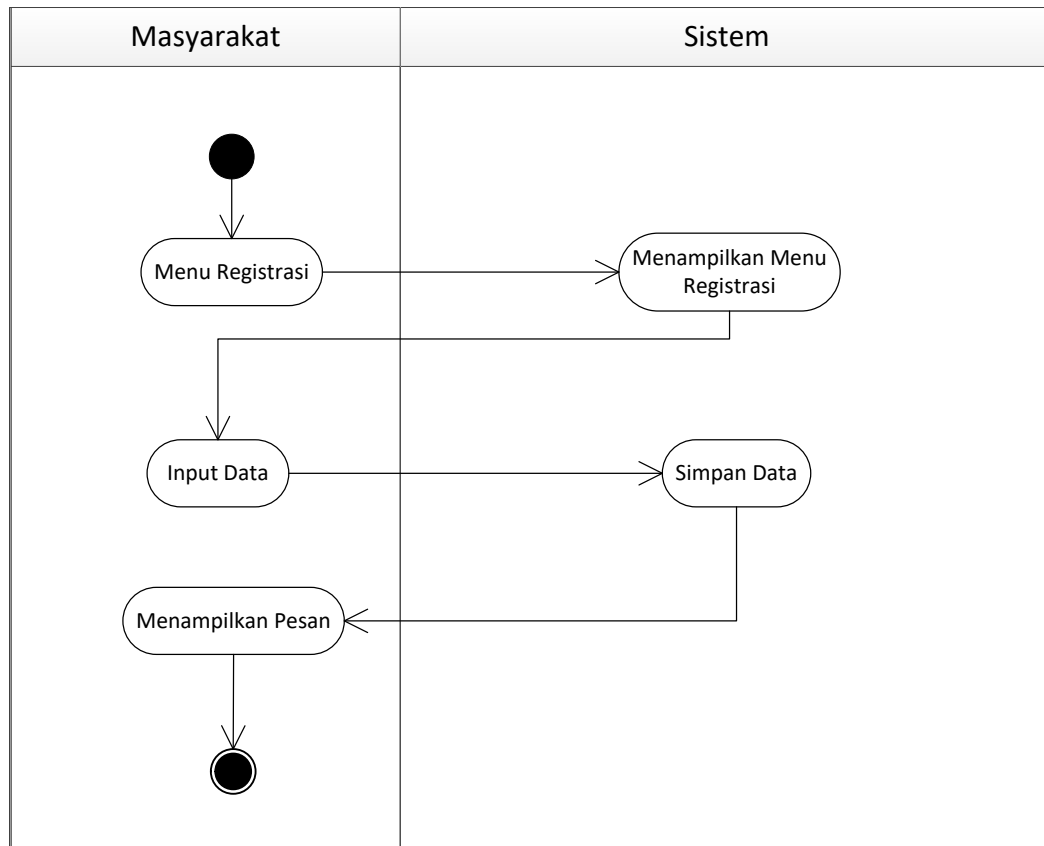 Masyarakat
Sistem
Menu Registrasi
Menampilkan Menu
Registrasi
Input Data
Simpan Data
Menampilkan Pesan